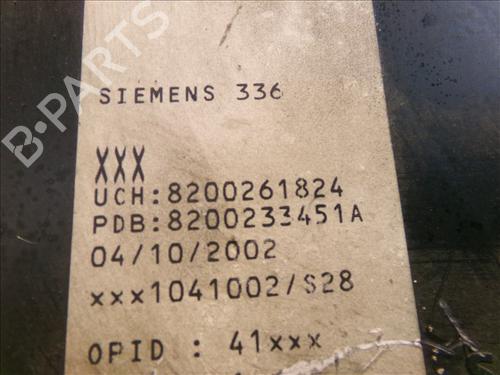 B-PARTS
SIEMENS 336
XXX
UCH:8200261824
PDB:8200233451A
04/10/2002
xxx1041002/S28
OPID : 41xxx